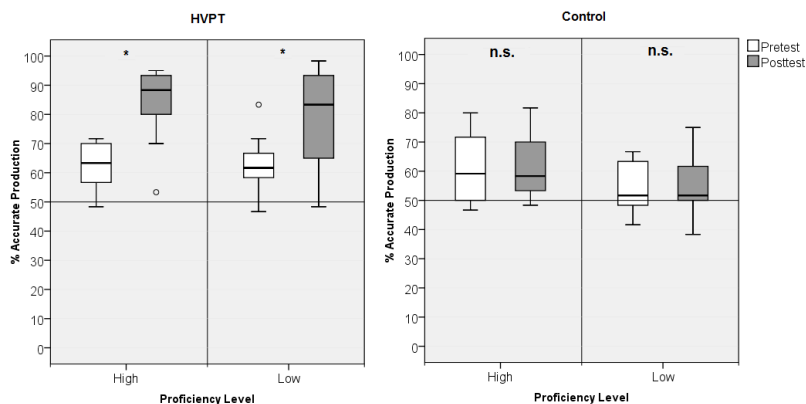 HVPT
Control
* *
n.s. n.s.
Pretest
Posttest
100
90
80
70
60
50
40
30
20
10
0
% Accurate Production
High Low
Proficiency Level
100
90
80
70
60
50
40
30
20
10
0
% Accurate Production
High Low
Proficiency Level